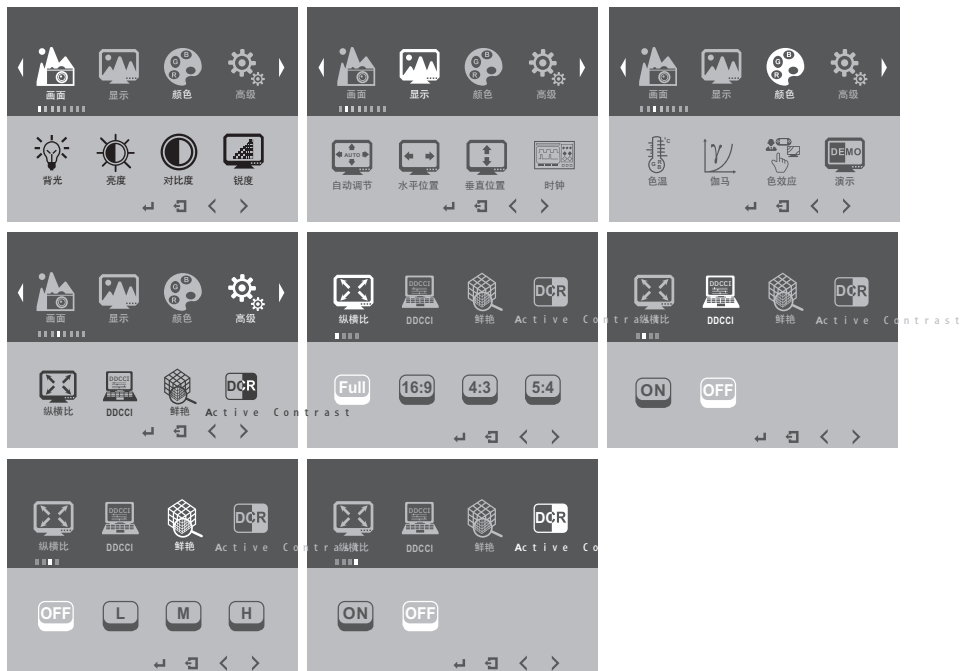 B G R
画面 显示 颜色 高级
背光 亮度 对比度 锐度
B G R
画面 显示 颜色 高级
AUTO
自动调节 水平位置 垂直位置 时钟
B G R
画面 显示 颜色 高级
°C γ DEMO
色温 伽马 色效应 演示
B G R
画面 显示 颜色 高级
DDCCI DCR
纵横比 DDCCI 鲜艳 Active Contrast
DDCCI DCR
纵横比 DDCCI 鲜艳 Active Contra
Full 16:9 4:3 5:4
DDCCI DCR
纵横比 DDCCI 鲜艳 Active Contrast
ON OFF
DDCCI DCR
纵横比 DDCCI 鲜艳 Active Contra
OFF L M H
DDCCI DCR
纵横比 DDCCI 鲜艳 Active Co
ON OFF